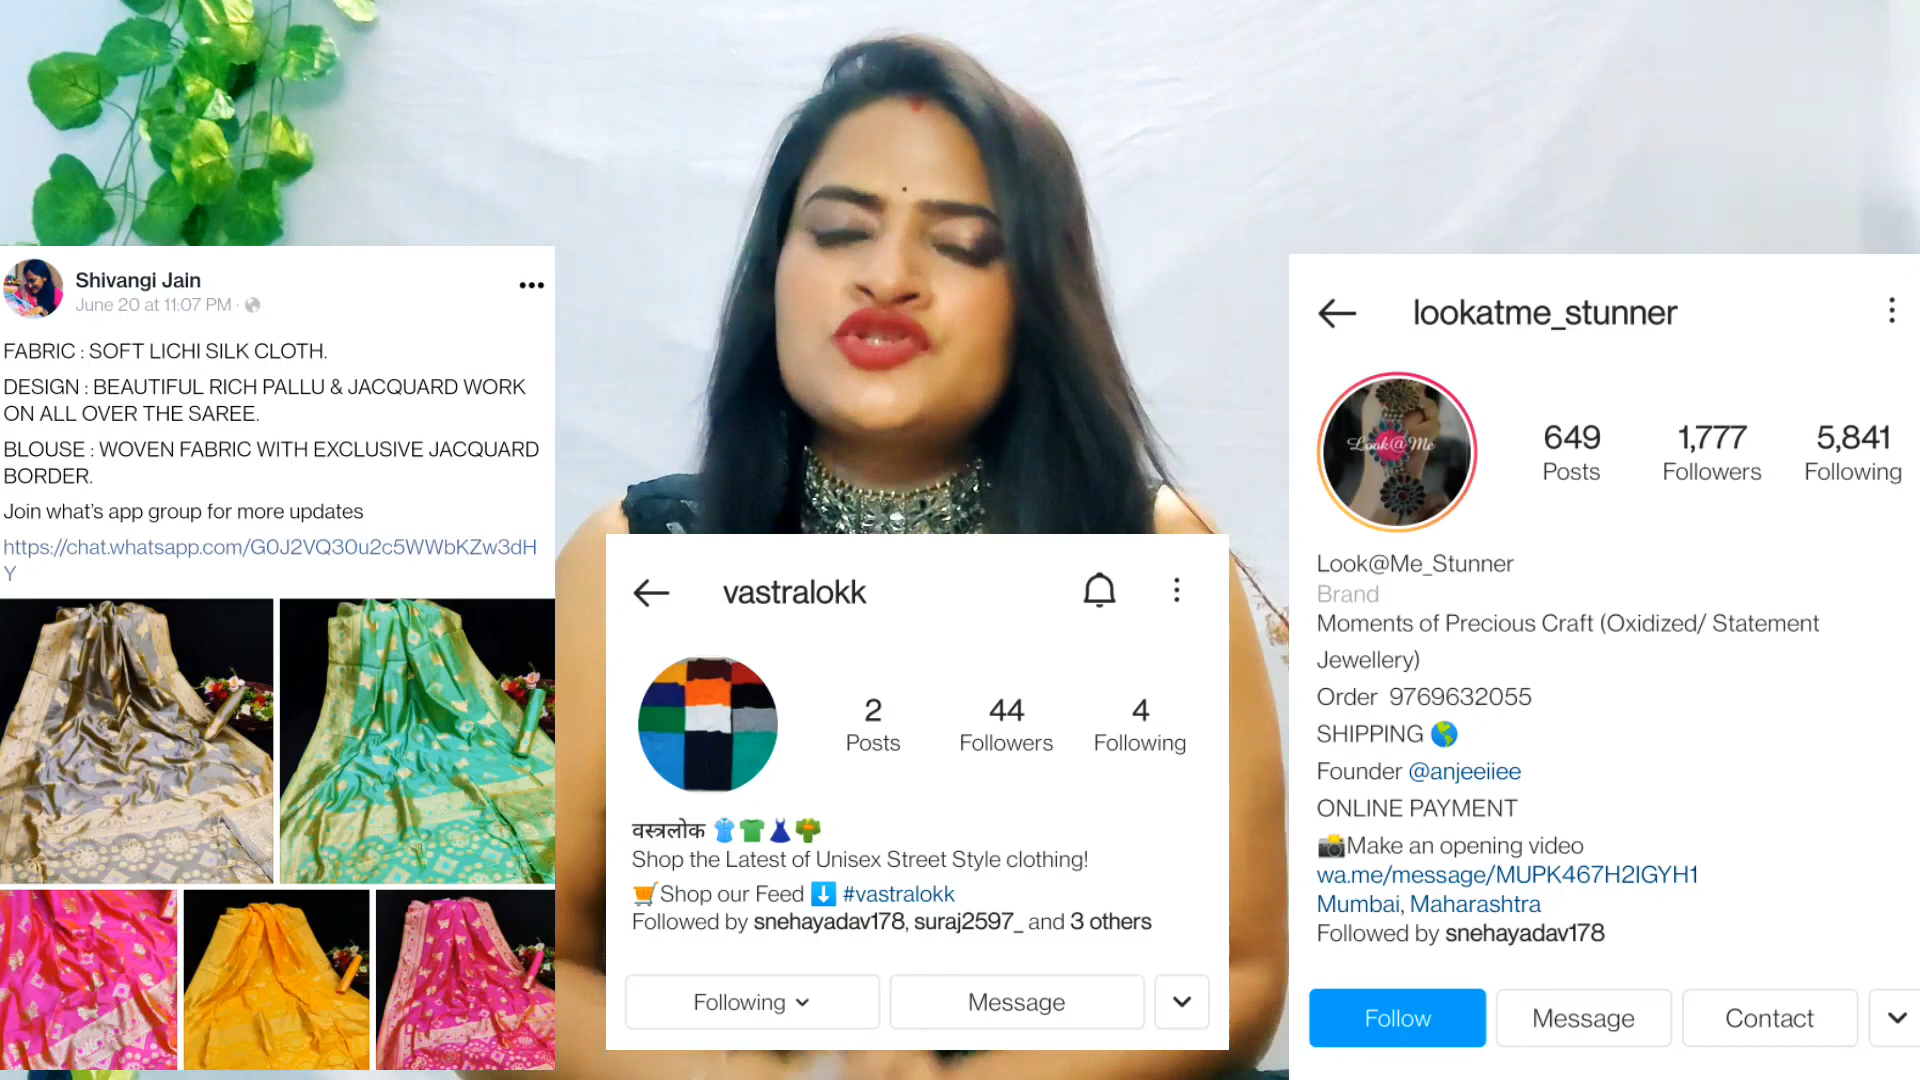 Shivangi Jain
June 20 at 11:07 PM ·
FABRIC : SOFT LICHI SILK CLOTH.
DESIGN : BEAUTIFUL RICH PALLU & JACQUARD WORK
ON ALL OVER THE SAREE.
BLOUSE : WOVEN FABRIC WITH EXCLUSIVE JACQUARD
BORDER.
Join what's app group for more updates
https://chat.whatsapp.com/G0J2VQ30u2c5WWbKZw3dH
Y
vastralokk
2 44 4
Posts Followers Following
वस्त्रलोक 👕👗
Shop the Latest of Unisex Street Style clothing!
🛒Shop our Feed ⬇️ #vastralokk
Followed by snehayadav178, suraj2597_ and 3 others
Following Message
lookatme_stunner
Look@Me
649 1,777 5,841
Posts Followers Following
Look@Me_Stunner
Brand
Moments of Precious Craft (Oxidized/ Statement
Jewellery)
Order 9769632055
SHIPPING 🌎
Founder @anjeeiiee
ONLINE PAYMENT
📸Make an opening video
wa.me/message/MUPK467H2IGYH1
Mumbai, Maharashtra
Followed by snehayadav178
Follow Message Contact